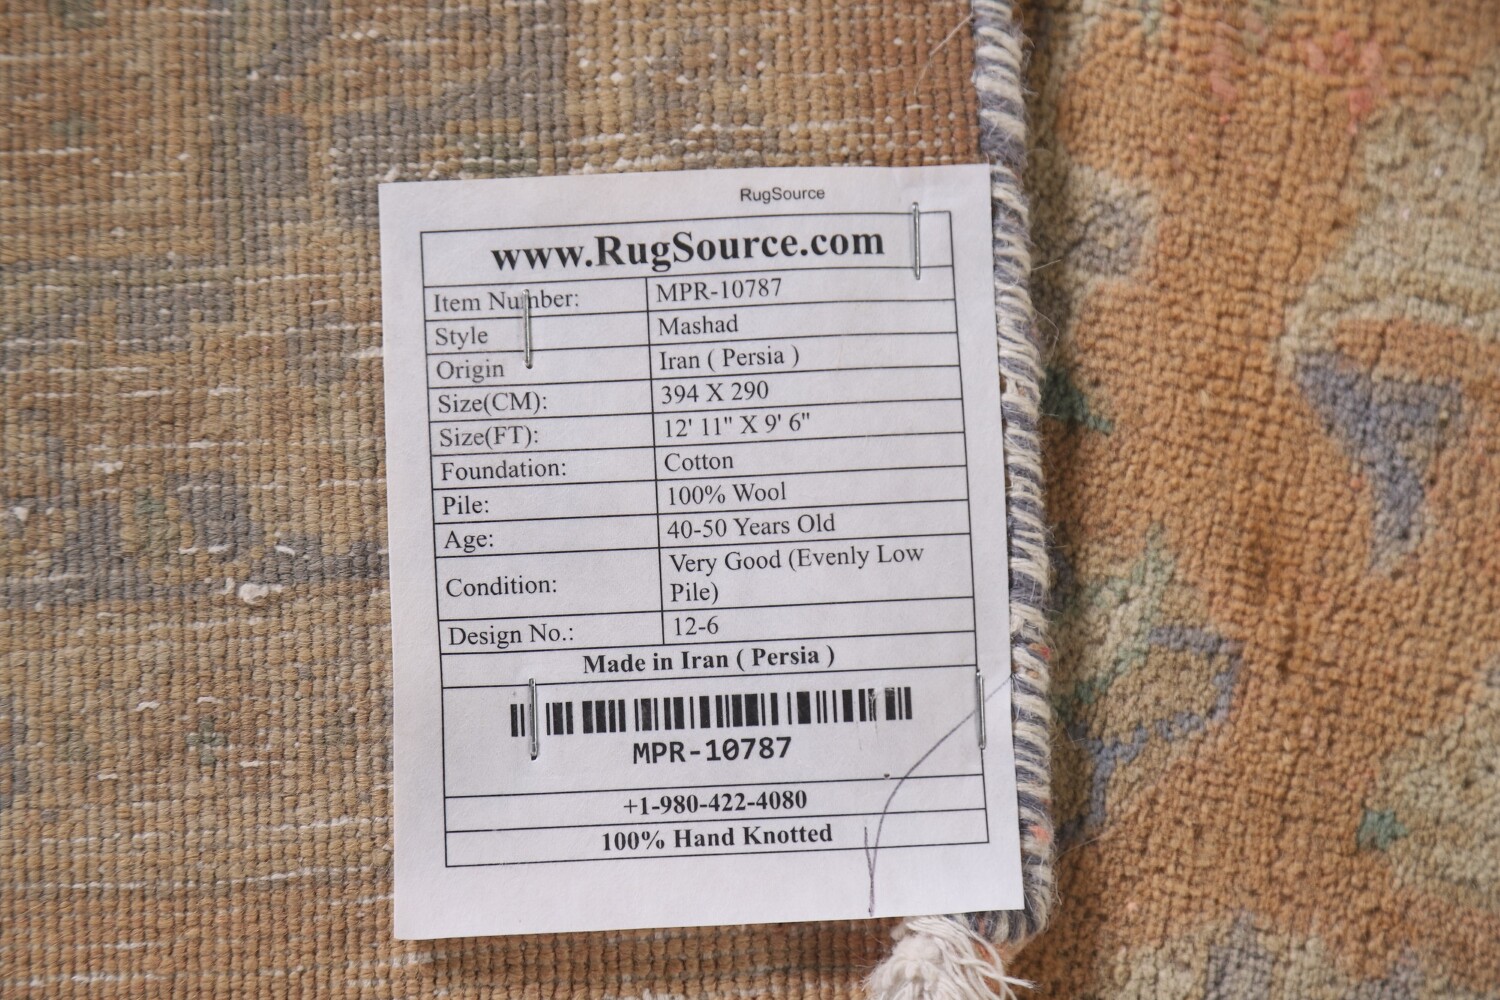 RugSource
www.RugSource.com
Item Number: MPR-10787
Style Mashad
Origin Iran ( Persia )
Size(CM): 394 X 290
Size(FT): 12' 11" X 9' 6"
Foundation: Cotton
Pile: 100% Wool
Age: 40-50 Years Old
Condition: Very Good (Evenly Low
Pile)
Design No.: 12-6
Made in Iran ( Persia )
MPR-10787
+1-980-422-4080
100% Hand Knotted